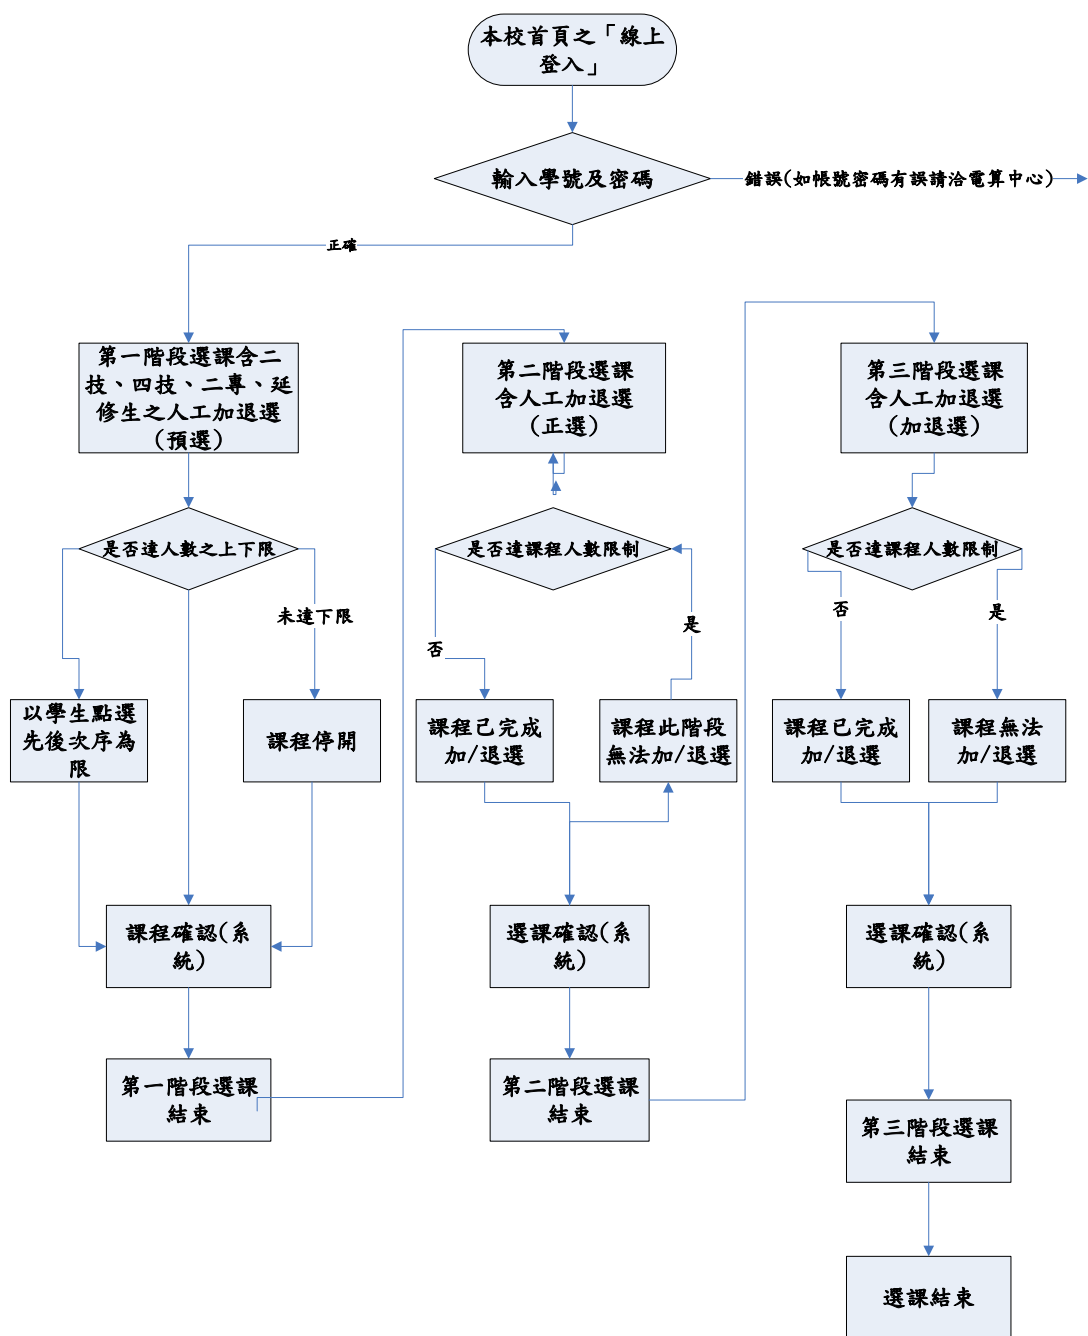 本校首頁之「線上
登入」
輸入學號及密碼
錯誤(如帳號密碼有誤請洽電算中心)
正確
第一階段選課含二
技、四技、二專、延
修生之人工加退選
(預選)
第二階段選課
含人工加退選
(正選)
第三階段選課
含人工加退選
(加退選)
是否達人數之上下限
是否達課程人數限制
是否達課程人數限制
未達下限
否
是
否
是
以學生點選
先後次序為
限
課程停開
課程已完成
加/退選
課程此階段
無法加/退選
課程已完成
加/退選
課程無法
加/退選
課程確認(系
統)
選課確認(系
統)
選課確認(系
統)
第一階段選課
結束
第二階段選課
結束
第三階段選課
結束
選課結束